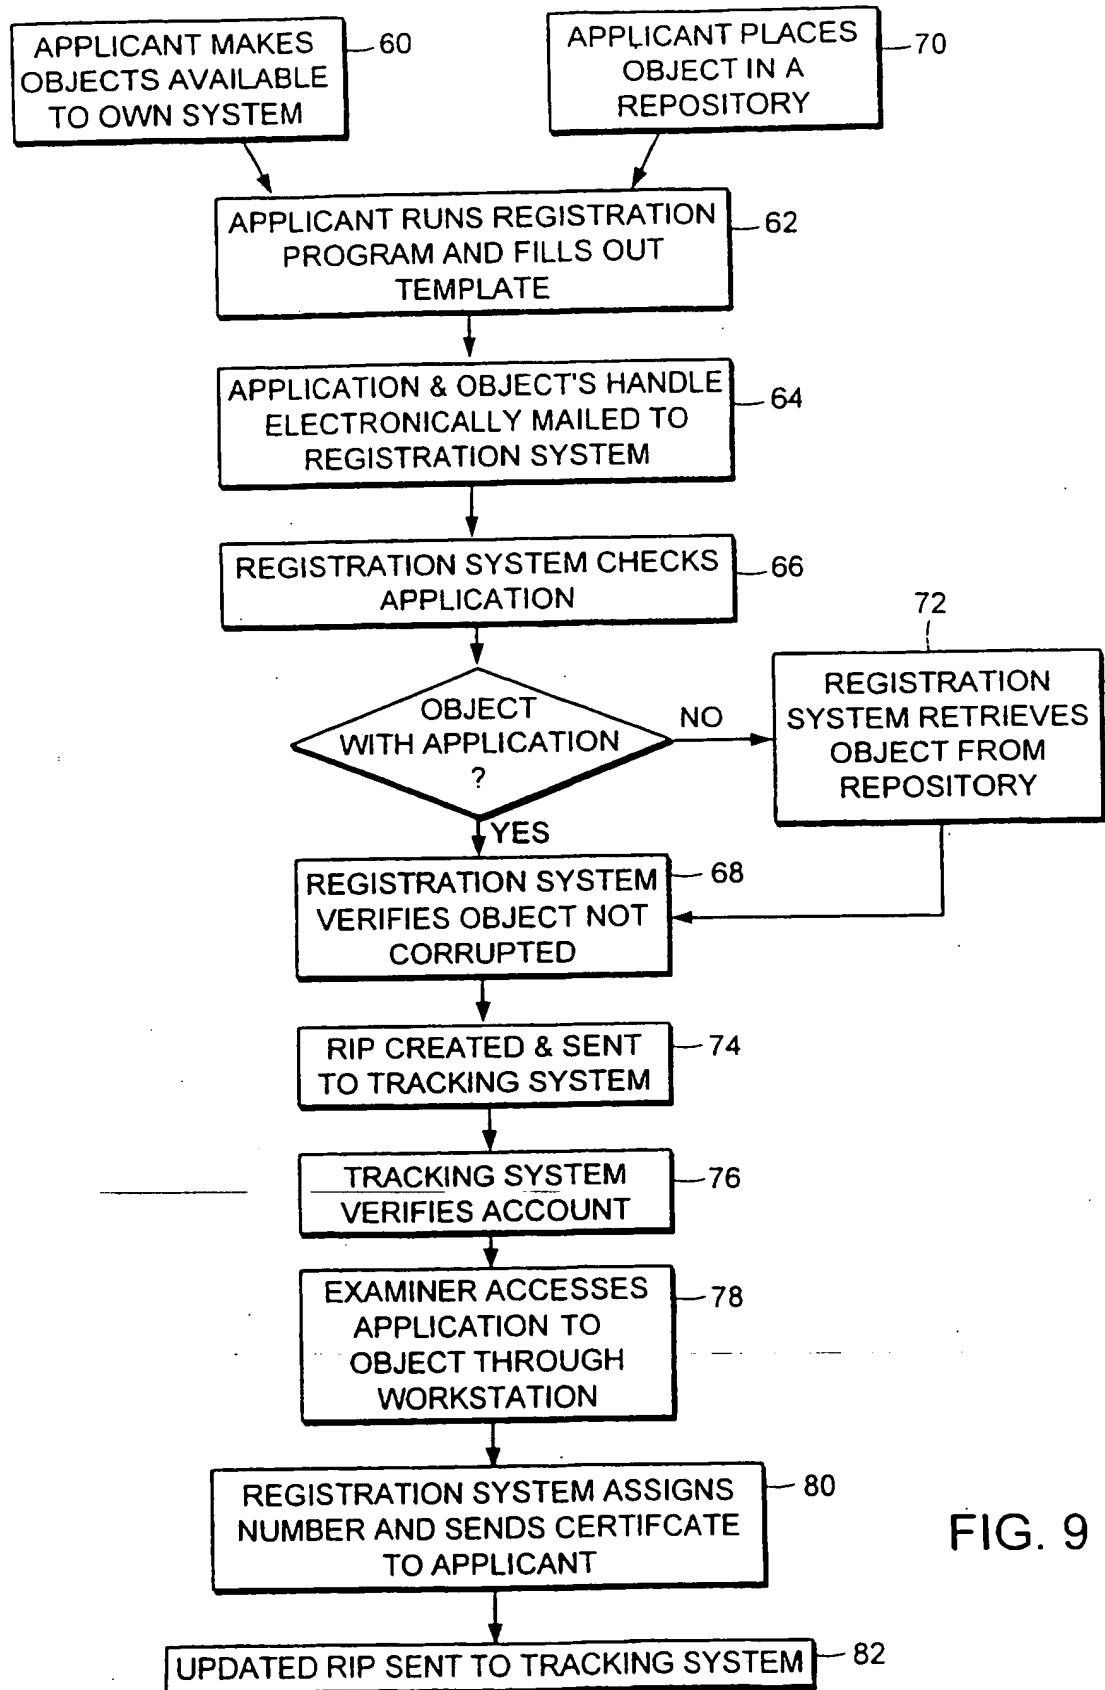 APPLICANT MAKES
OBJECTS AVAILABLE
TO OWN SYSTEM
60
APPLICANT PLACES
OBJECT IN A
REPOSITORY
70
APPLICANT RUNS REGISTRATION
PROGRAM AND FILLS OUT
TEMPLATE
62
APPLICATION & OBJECT'S HANDLE
ELECTRONICALLY MAILED TO
REGISTRATION SYSTEM
64
REGISTRATION SYSTEM CHECKS
APPLICATION
66
OBJECT
WITH APPLICATION
?
NO
YES
72
REGISTRATION
SYSTEM RETRIEVES
OBJECT FROM
REPOSITORY
REGISTRATION SYSTEM
VERIFIES OBJECT NOT
CORRUPTED
68
RIP CREATED & SENT
TO TRACKING SYSTEM
74
TRACKING SYSTEM
VERIFIES ACCOUNT
76
EXAMINER ACCESSES
APPLICATION TO
OBJECT THROUGH
WORKSTATION
78
REGISTRATION SYSTEM ASSIGNS
NUMBER AND SENDS CERTIFCATE
TO APPLICANT
80
UPDATED RIP SENT TO TRACKING SYSTEM
82
FIG. 9